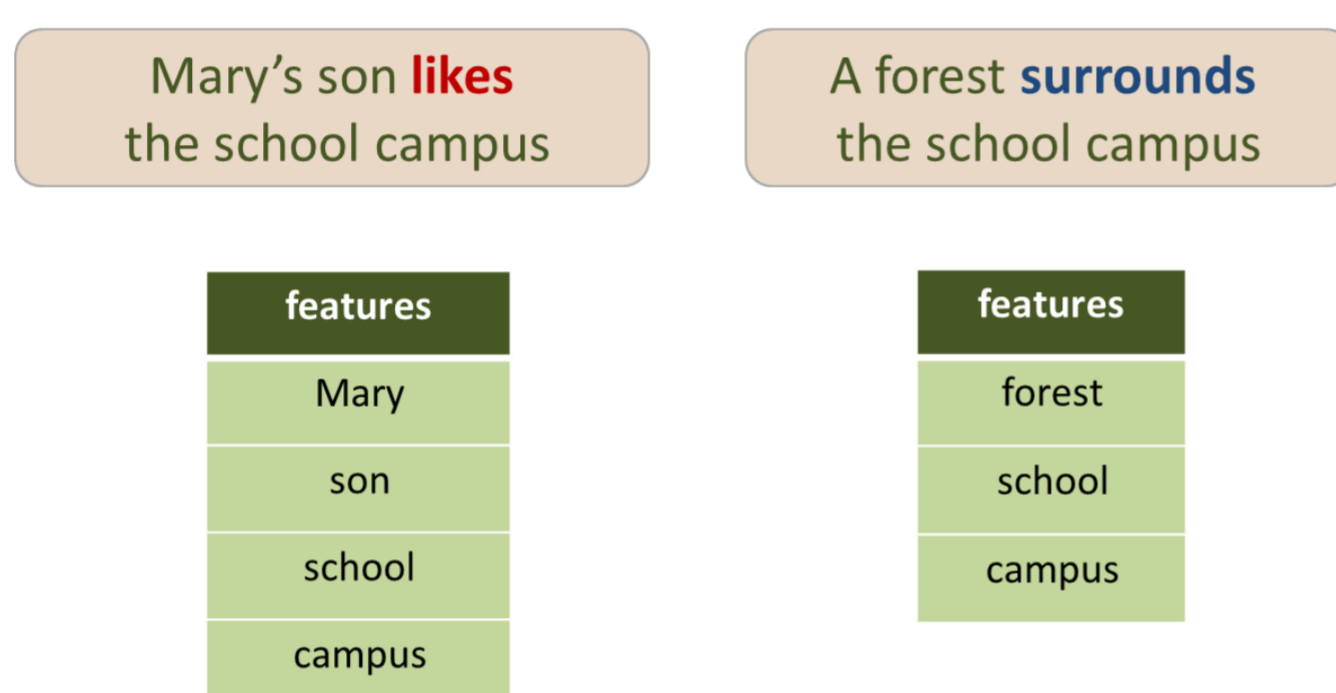 Mary’s son likes
the school campus
A forest surrounds
the school campus
features
Mary
son
school
campus
features
forest
school
campus